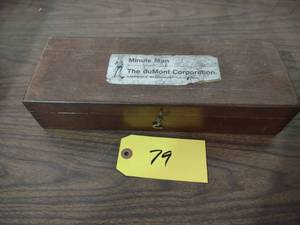 Minute Man
The duMont Corporation
79